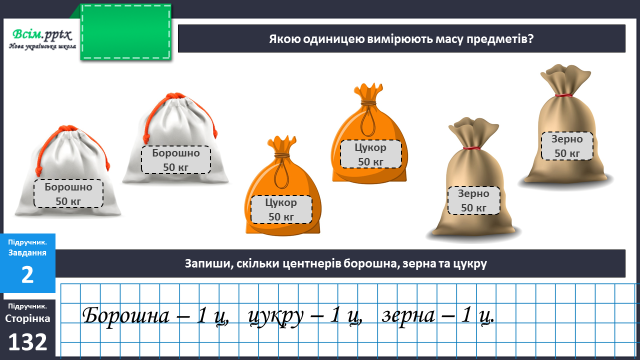 Всім.pptx
Нова українська школа
Якою одиницею вимірюють масу предметів?
Борошно
50 кг
Борошно
50 кг
Цукор
50 кг
Цукор
50 кг
Зерно
50 кг
Зерно
50 кг
Підручник.
Завдання
2
Запиши, скільки центнерів борошна, зерна та цукру
Підручник.
Сторінка
132
Борошна – 1 ц, цукру – 1 ц, зерна – 1 ц.